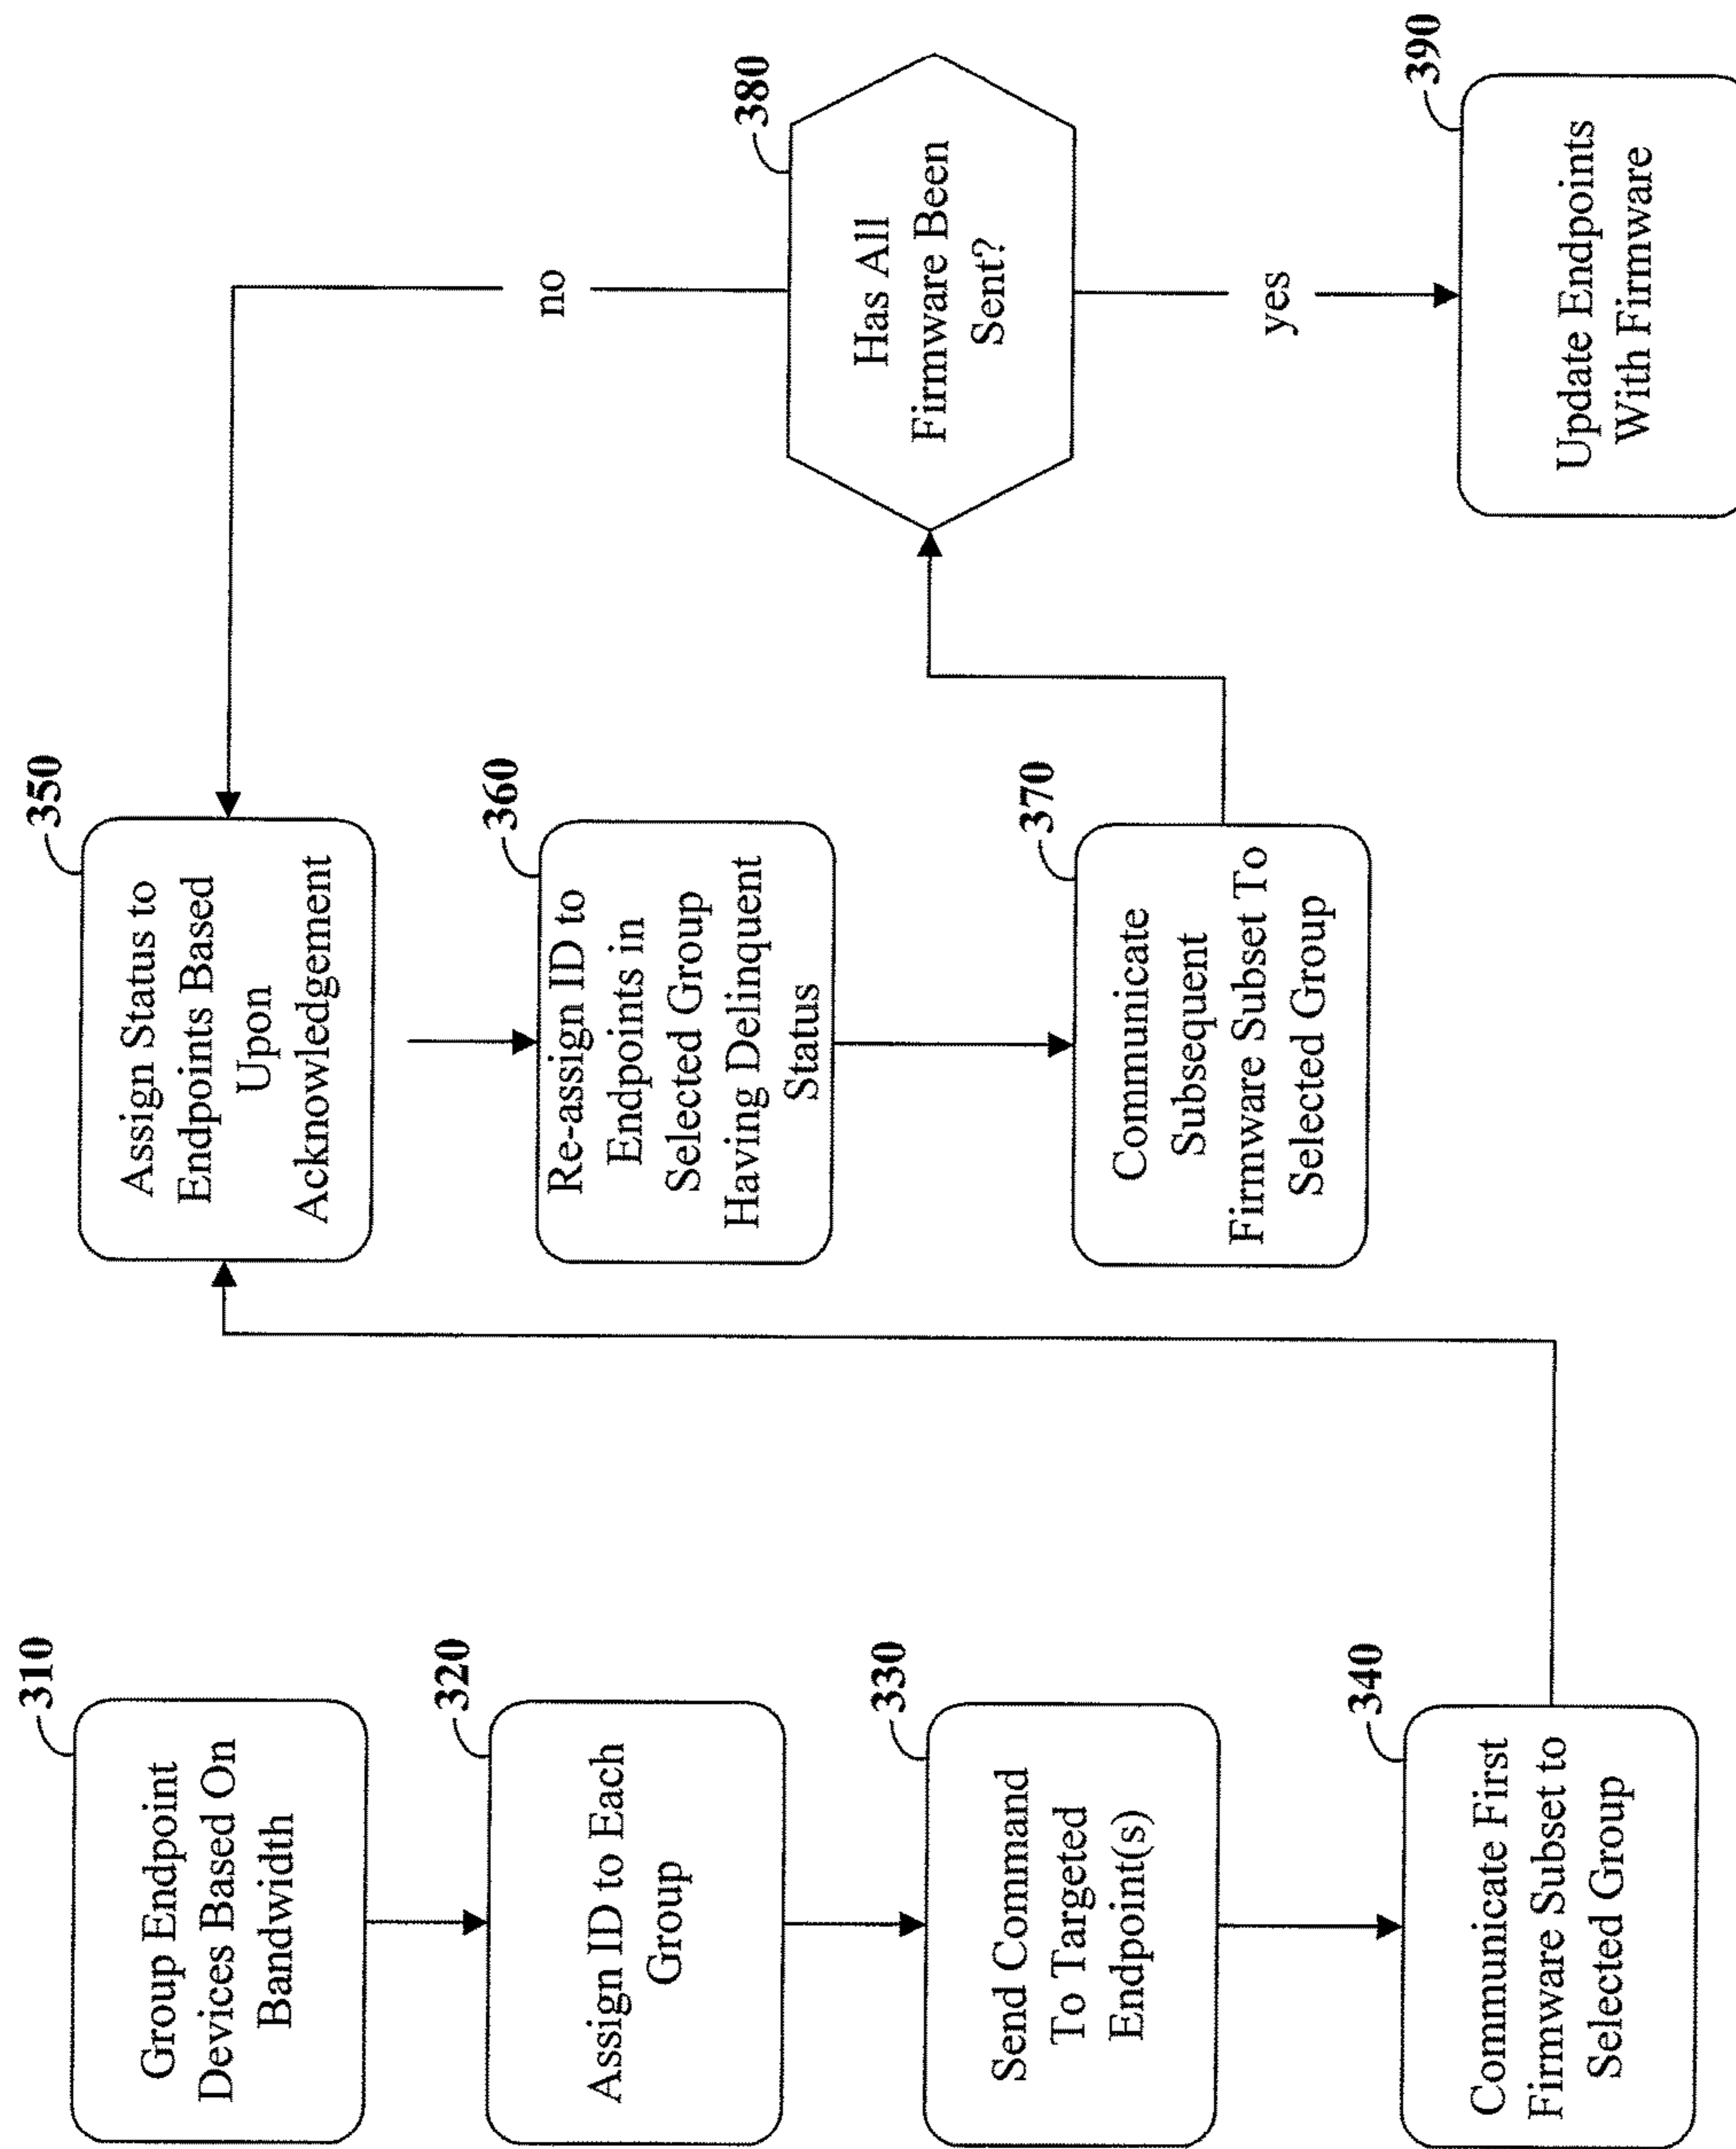 310
Group Endpoint
Devices Based On
Bandwidth
320
Assign ID to Each
Group
330
Send Command
To Targeted
Endpoint(s)
340
Communicate First
Firmware Subset to
Selected Group
350
Assign Status to
Endpoints Based
Upon
Acknowledgement
360
Re-assign ID to
Endpoints in
Selected Group
Having Delinquent
Status
370
Communicate
Subsequent
Firmware Subset To
Selected Group
380
Has All
Firmware Been
Sent?
no
yes
390
Update Endpoints
With Firmware